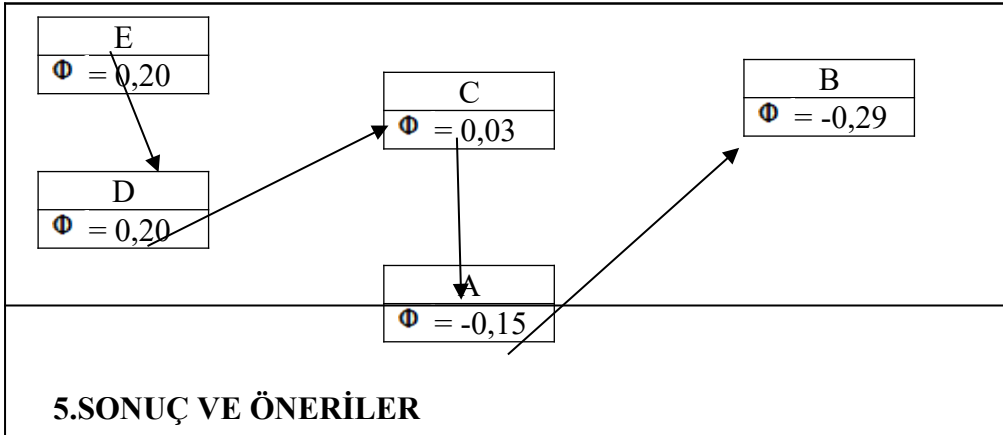 E
Φ = 0,20
C
Φ = 0,03
B
Φ = -0,29
D
Φ = 0,20
A
Φ = -0,15
5.SONUÇ VE ÖNERİLER